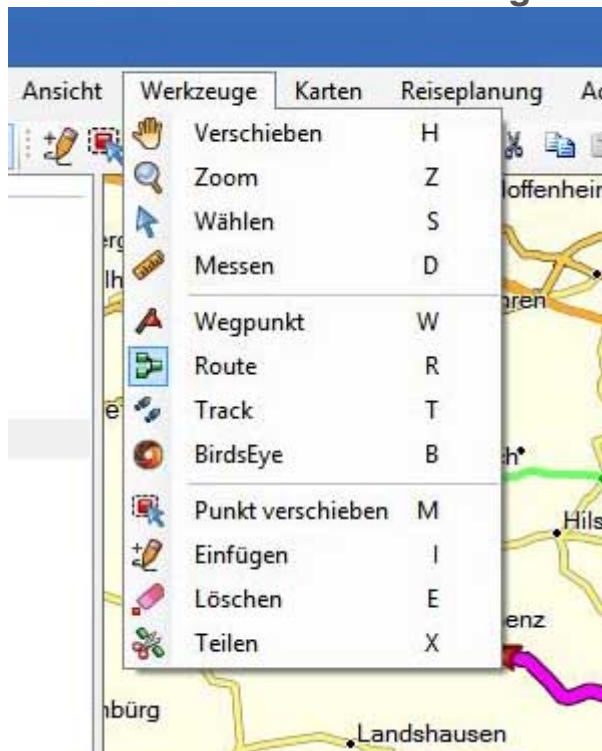 Ansicht Werkzeuge Karten Reiseplanung
Verschieben H
Zoom Z
Wählen S
Messen D
Wegpunkt W
Route R
Track T
BirdsEye B
Punkt verschieben M
Einfügen I
Löschen E
Teilen X
Landshausen